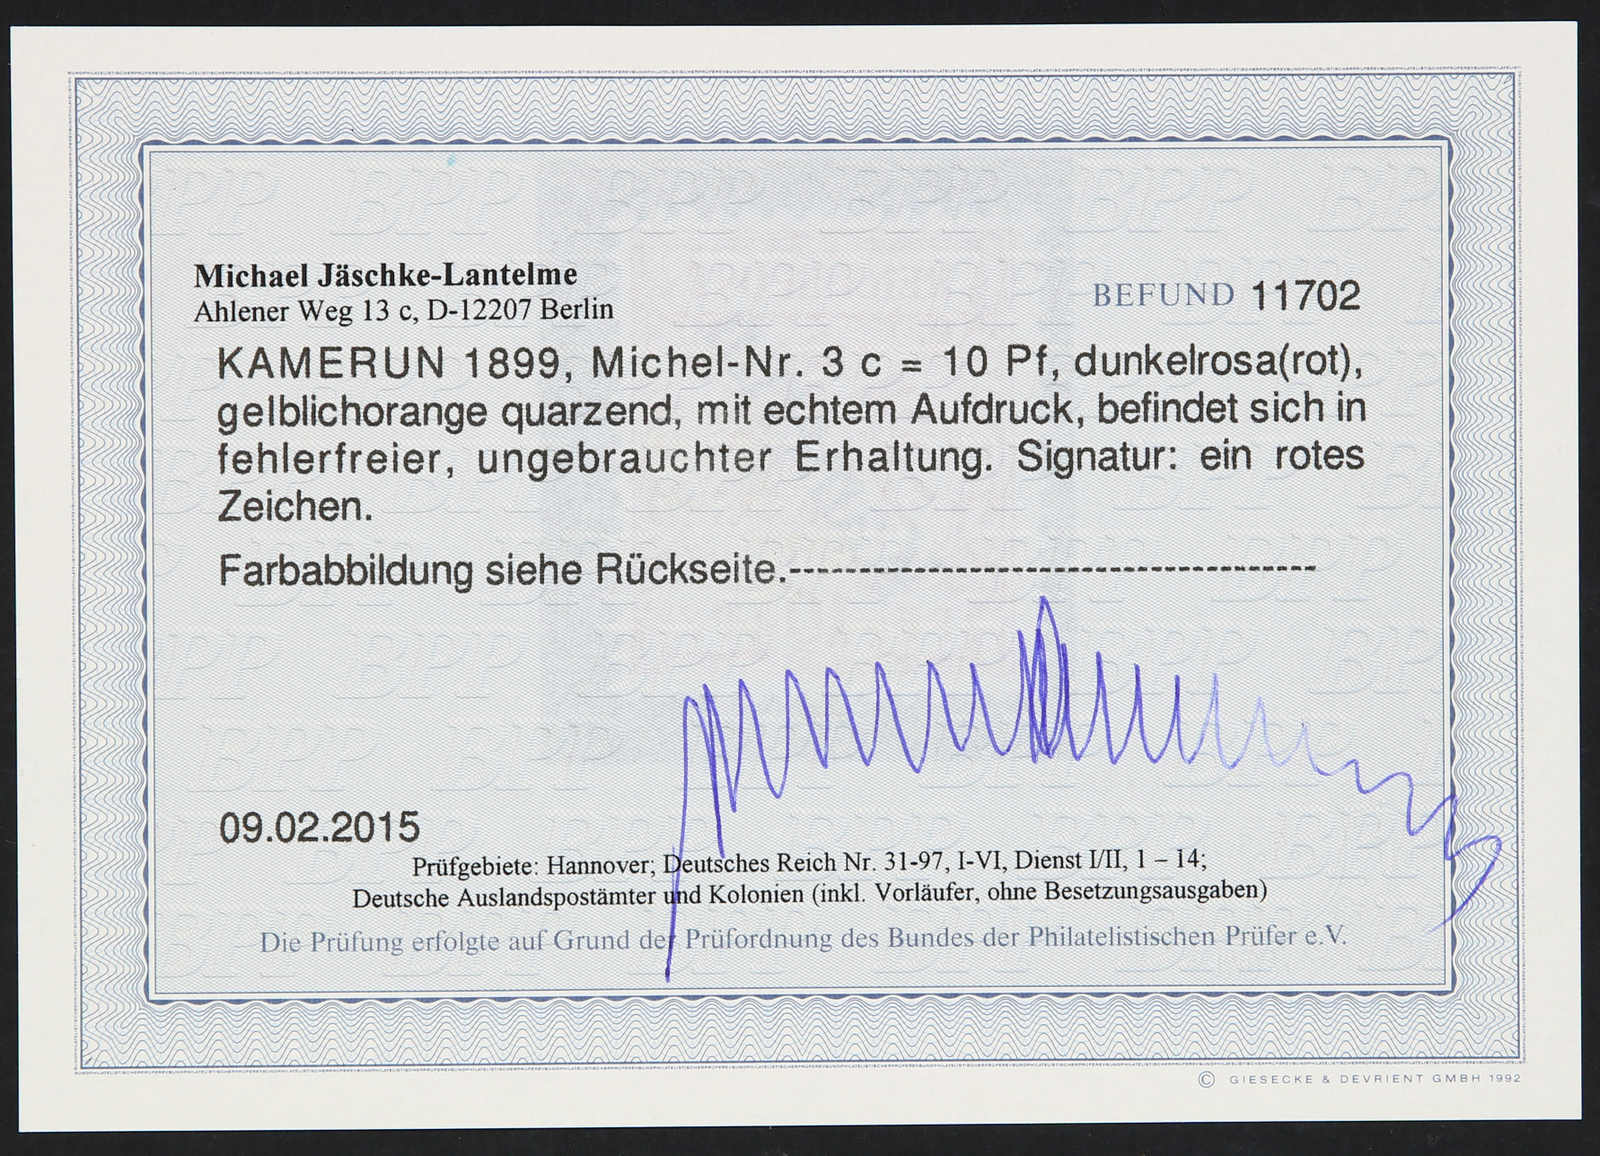 Michael Jäschke-Lantelme
Ahlener Weg 13 c, D-12207 Berlin
BEFUND 11702
KAMERUN 1899, Michel-Nr. 3 c = 10 Pf, dunkelrosa(rot),
gelblichorange quarzend, mit echtem Aufdruck, befindet sich in
fehlerfreier, ungebrauchter Erhaltung. Signatur: ein rotes
Zeichen.
Farbabbildung siehe Rückseite.--------------------------------------
09.02.2015
Prüfgebiete: Hannover; Deutsches Reich Nr. 31-97, I-VI, Dienst I/II, 1 – 14;
Deutsche Auslandspostämter und Kolonien (inkl. Vorläufer, ohne Besetzungsausgaben)
Die Prüfung erfolgte auf Grund der Prüfordnung des Bundes der Philatelistischen Prüfer e.V.
© GIESECKE & DEVRIENT GMBH 1992